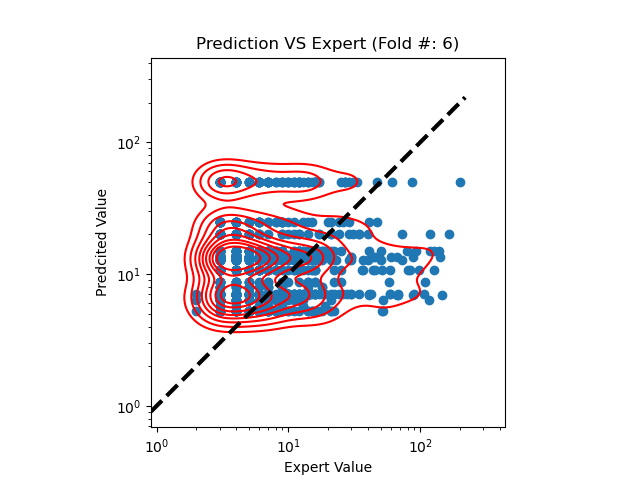 Prediction VS Expert (Fold #: 6)
Predcited Value
10²
10¹
10⁰
10⁰ 10¹ 10²
Expert Value